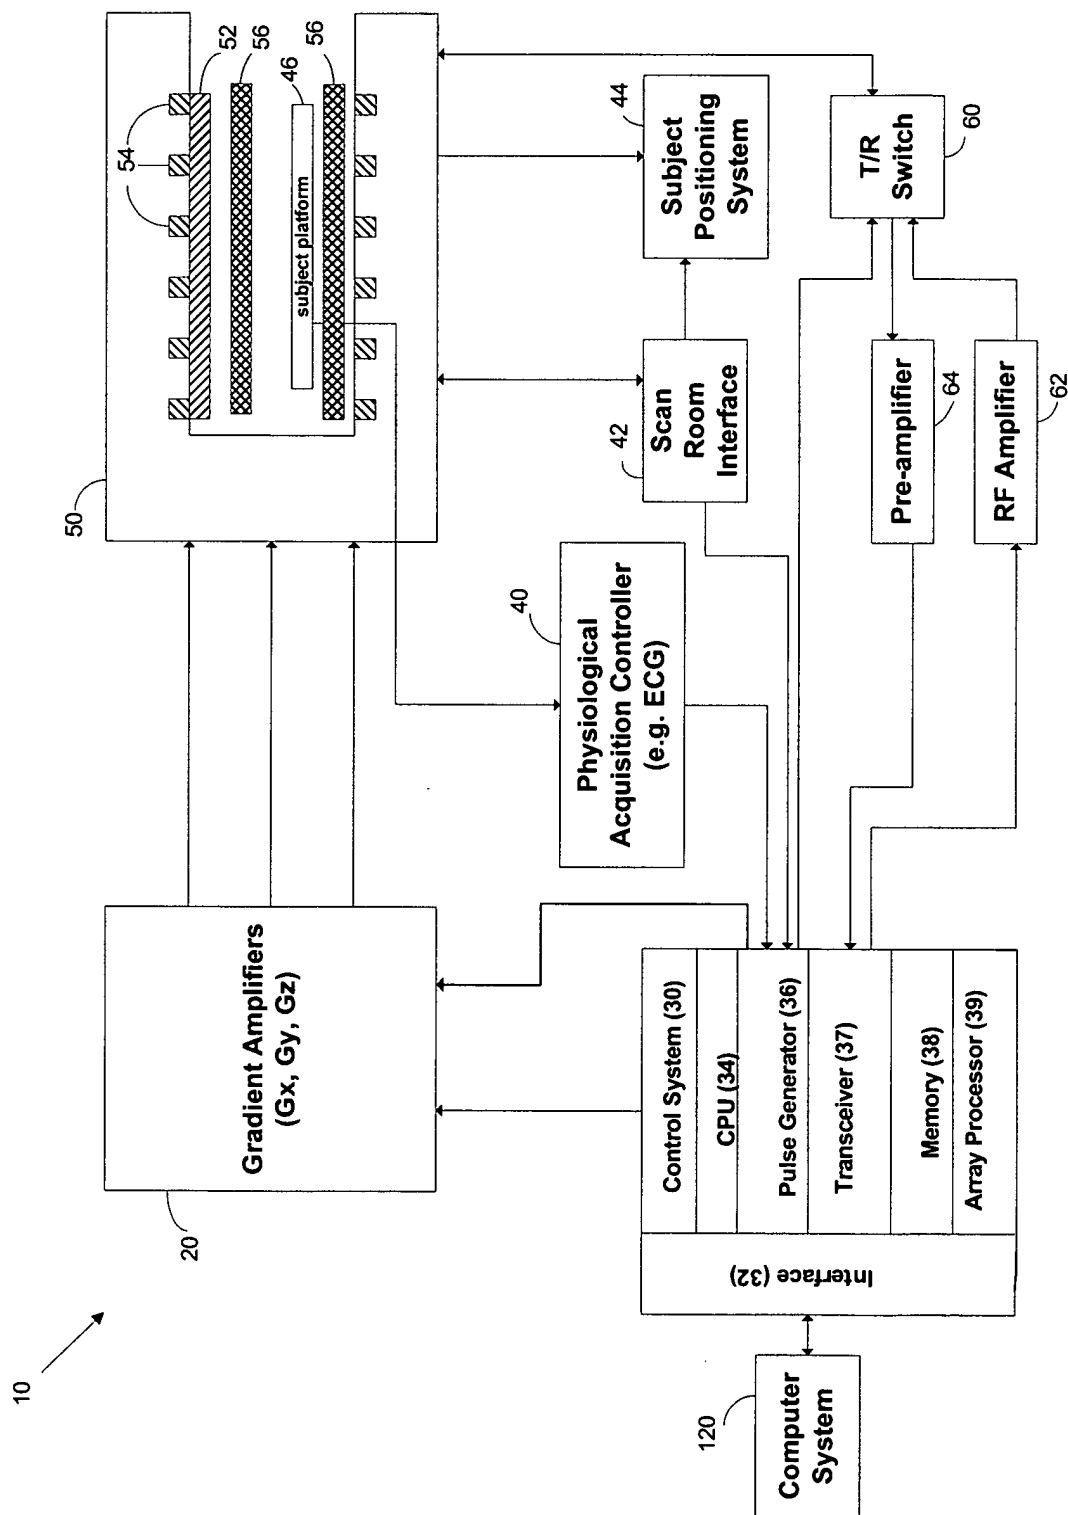 10
20
Gradient Amplifiers
(Gx, Gy, Gz)
50
54
52
56
46
56
subject platform
40
Physiological
Acquisition Controller
(e.g. ECG)
42
Scan
Room
Interface
44
Subject
Positioning
System
120
Computer
System
Interface (32)
Control System (30)
CPU (34)
Pulse Generator (36)
Transceiver (37)
Memory (38)
Array Processor (39)
Pre-amplifier
64
RF Amplifier
62
T/R
Switch
60